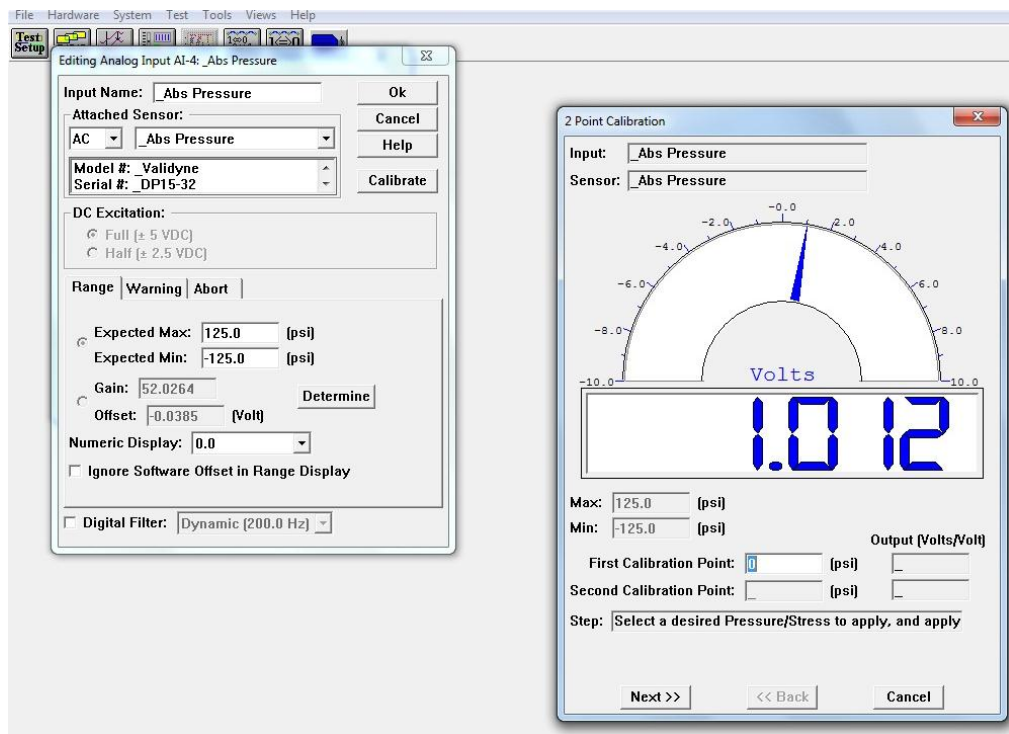 File Hardware System Test Tools Views Help
Test Setup
Editing Analog Input AI-4: _Abs Pressure
Input Name: _Abs Pressure
Ok
Attached Sensor:
Cancel
AC _Abs Pressure
Help
Model #: _Validyne
Serial #: _DP15-32
Calibrate
DC Excitation:
Full (± 5 VDC)
Half (± 2.5 VDC)
Range Warning Abort
Expected Max: 125.0 (psi)
Expected Min: -125.0 (psi)
Gain: 52.0264
Determine
Offset: -0.0385 (Volt)
Numeric Display: 0.0
Ignore Software Offset in Range Display
Digital Filter: Dynamic (200.0 Hz)
2 Point Calibration
Input: _Abs Pressure
Sensor: _Abs Pressure
-0.0
-2.0 2.0
-4.0 4.0
-6.0 6.0
-8.0 8.0
-10.0 10.0
Volts
1.012
Max: 125.0 (psi)
Min: -125.0 (psi)
Output (Volts/Volt)
First Calibration Point: 0 (psi) _
Second Calibration Point: _ (psi) _
Step: Select a desired Pressure/Stress to apply, and apply
Next >> << Back Cancel